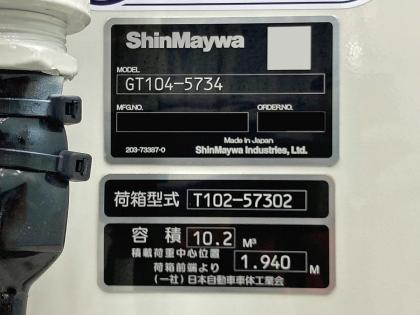 ShinMaywa
MODEL
GT104-5734
MFG.NO. ORDER NO.
Made in Japan
203-73387-0 ShinMaywa Industries, Ltd.
荷箱型式 T102-57302
容積 10.2 M³
積載荷重中心位置
荷箱前端より 1.940 M
(一社)日本自動車車体工業会